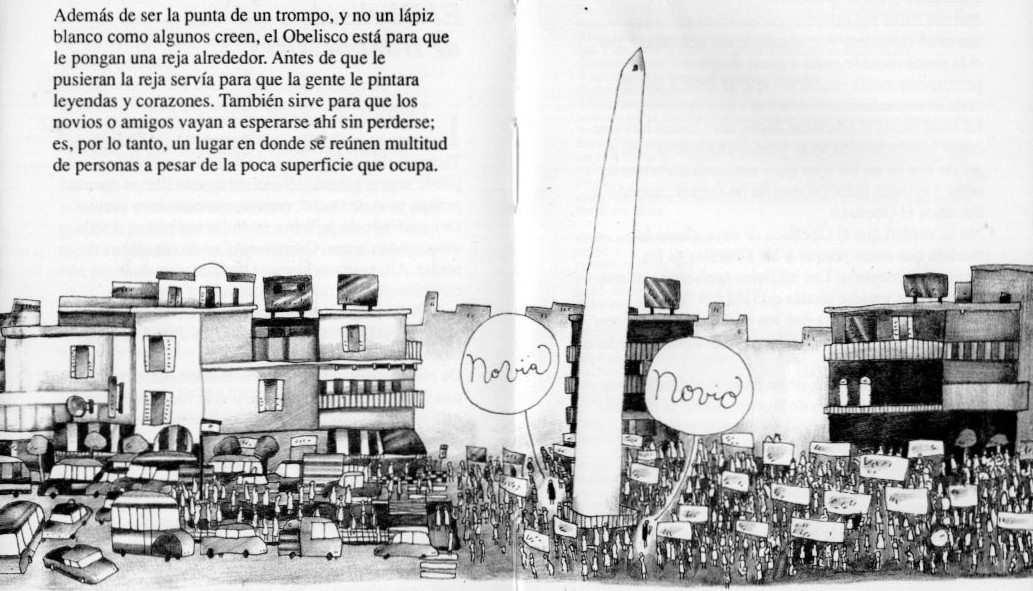 Además de ser la punta de un trompo, y no un lápiz
blanco como algunos creen, el Obelisco está para que
le pongan una reja alrededor. Antes de que le
pusieran la reja servía para que la gente le pintara
leyendas y corazones. También sirve para que los
novios o amigos vayan a esperarse ahí sin perderse;
es, por lo tanto, un lugar en donde se reúnen multitud
de personas a pesar de la poca superficie que ocupa.
Novia
Novio